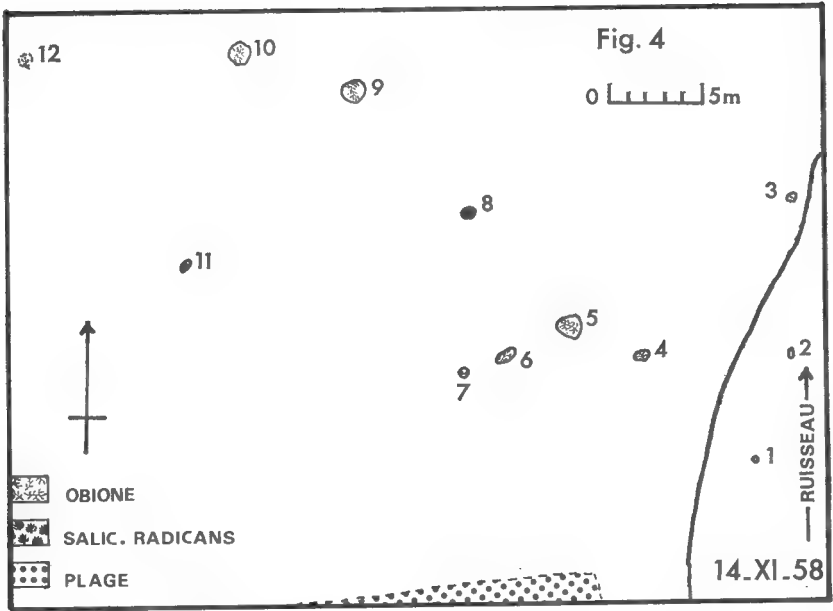 Fig. 4
0 5m
12
10
9
3
8
11
5
6
4
2
7
1
RUISSEAU
OBIONE
SALIC. RADICANS
PLAGE
14_XI_58